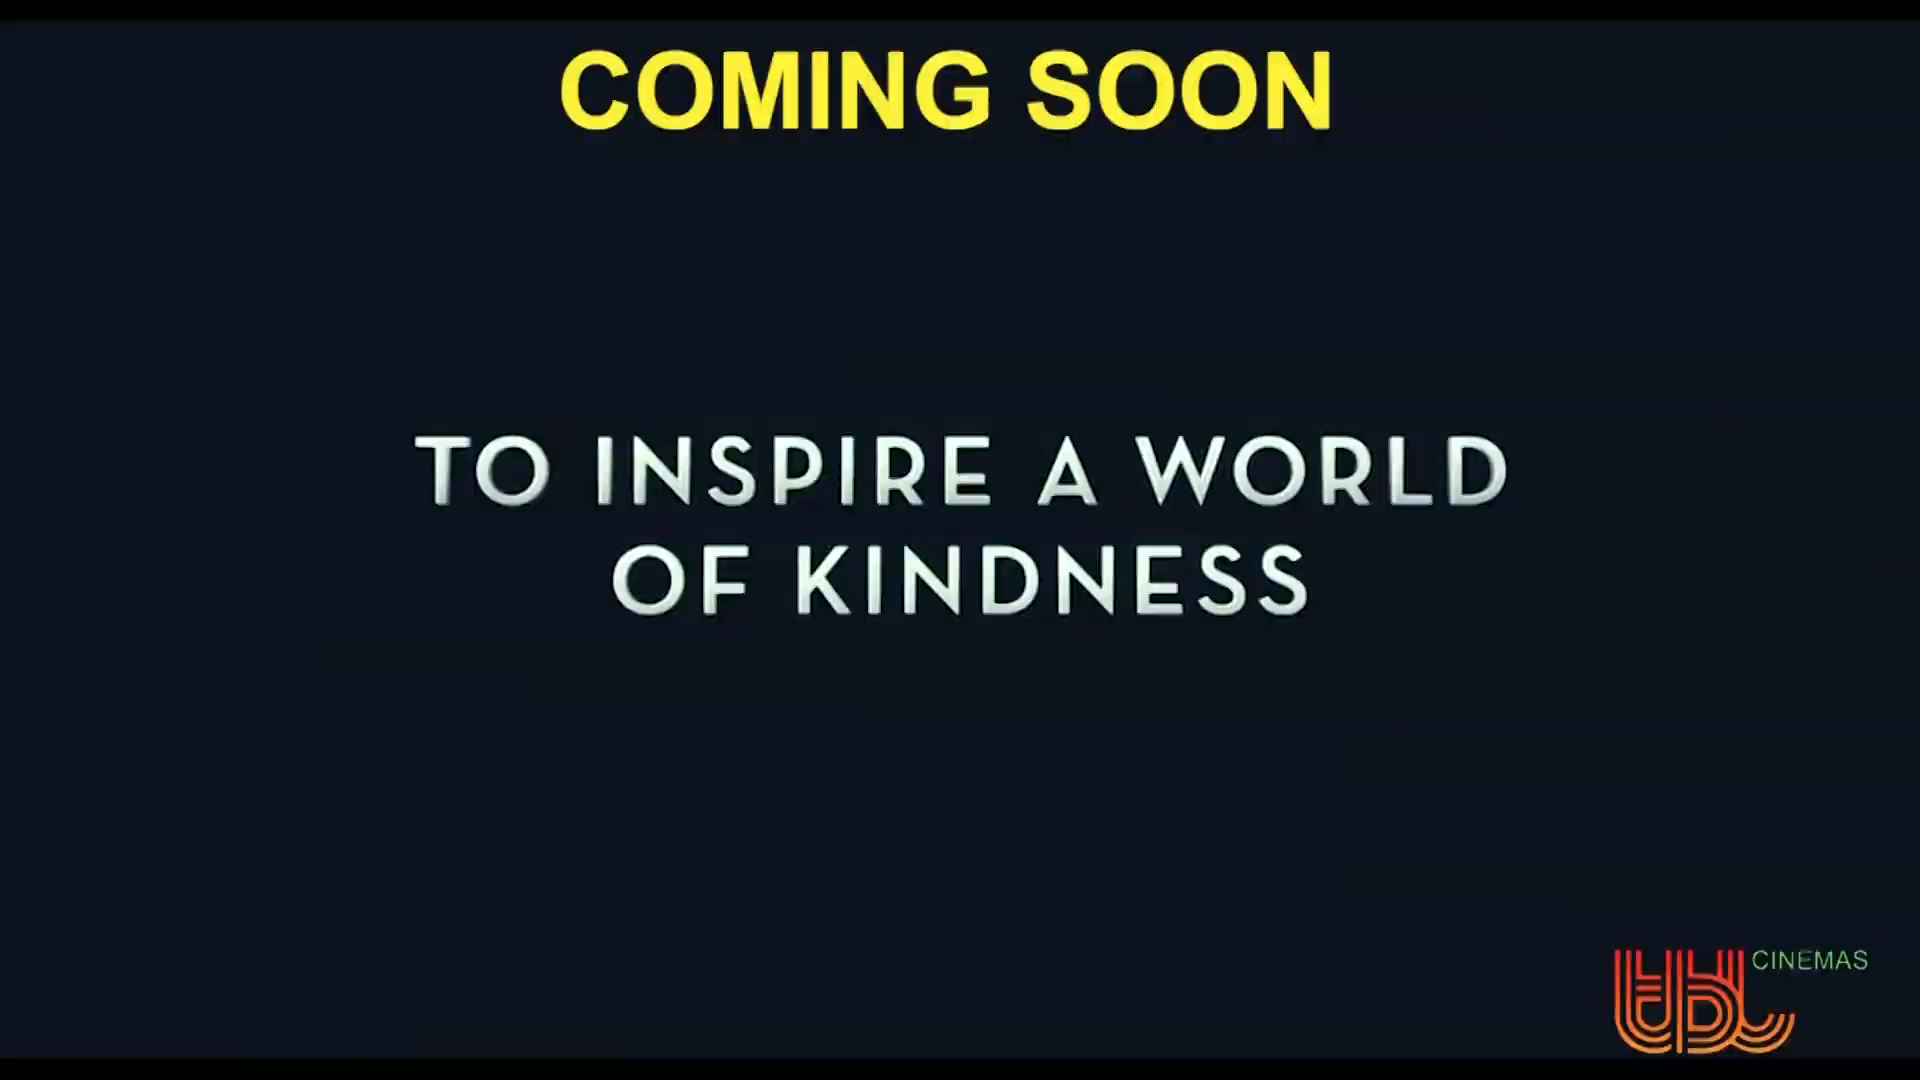 COMING SOON
TO INSPIRE A WORLD
OF KINDNESS
CINEMAS